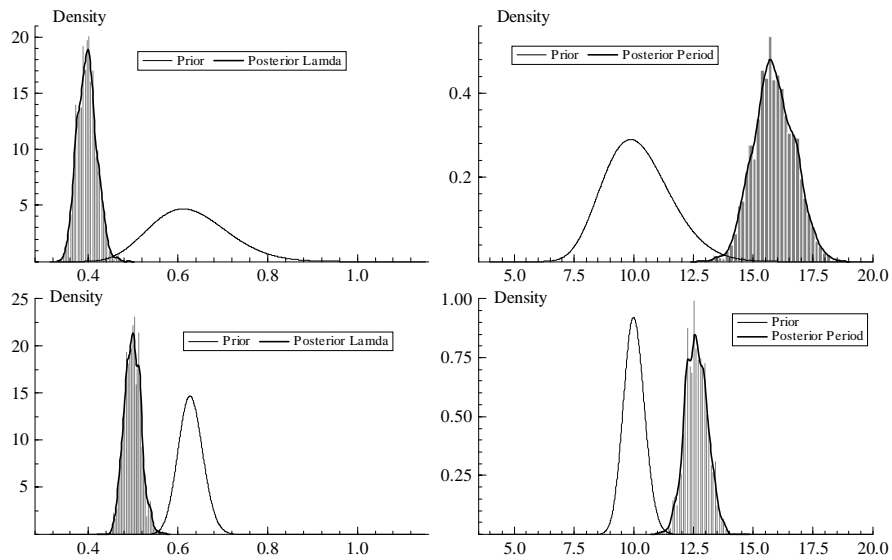 Density
20
15
10
5
Prior Posterior Lamda
0.4 0.6 0.8 1.0
Density
0.4
0.2
Prior Posterior Period
5.0 7.5 10.0 12.5 15.0 17.5 20.0
Density
25
20
15
10
5
Prior Posterior Lamda
0.4 0.6 0.8 1.0
Density
1.00
0.75
0.50
0.25
Prior
Posterior Period
5.0 7.5 10.0 12.5 15.0 17.5 20.0